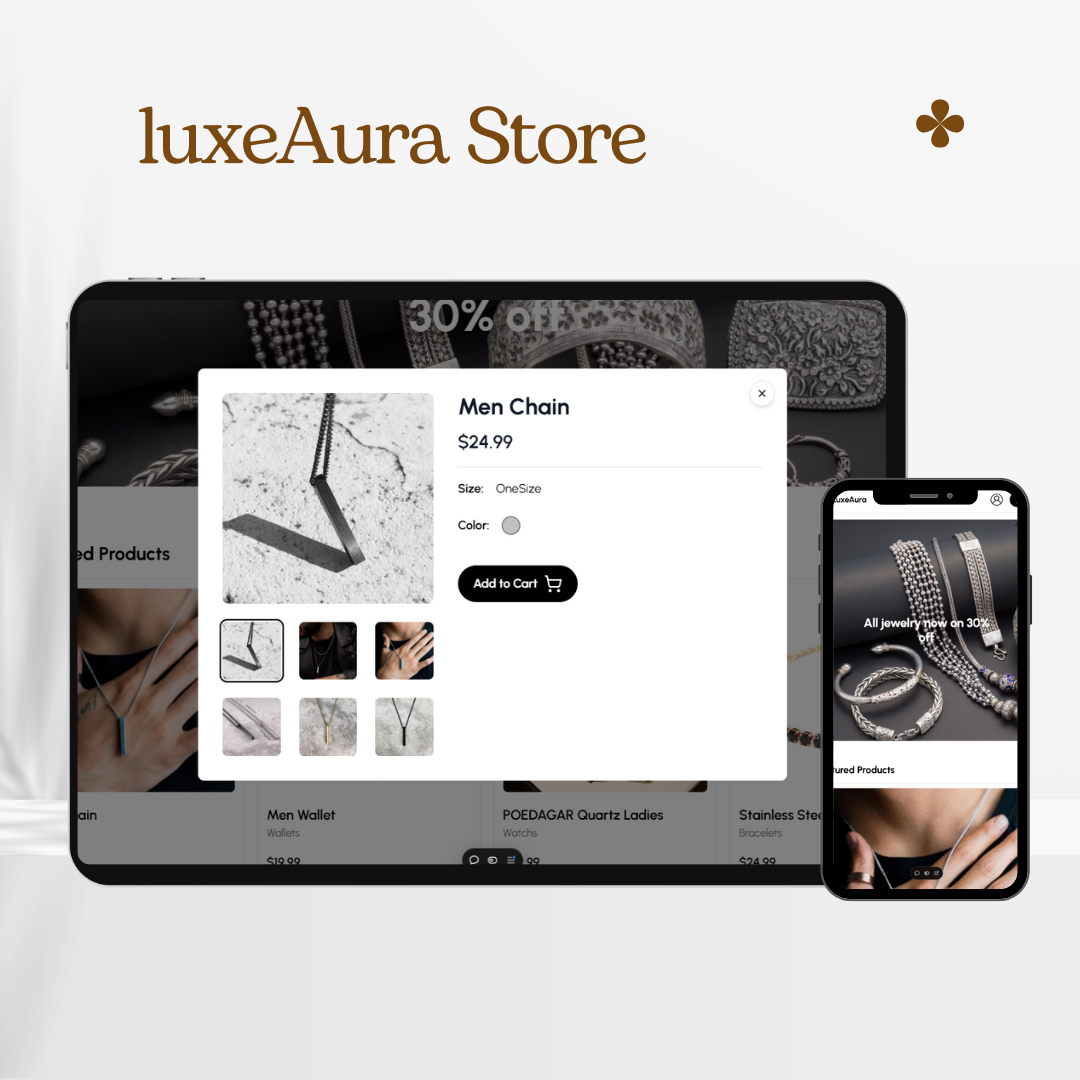 luxeAura Store
30% off
Men Chain
$24.99
Size: OneSize
Color:
Add to Cart
ed Products
ain
Men Wallet
Wallets
$19.99
POEDAGAR Quartz Ladies
Watchs
99
Stainless Stee
Bracelets
$24.99
uxeAura
All jewelry now on 30%
off
tured Products